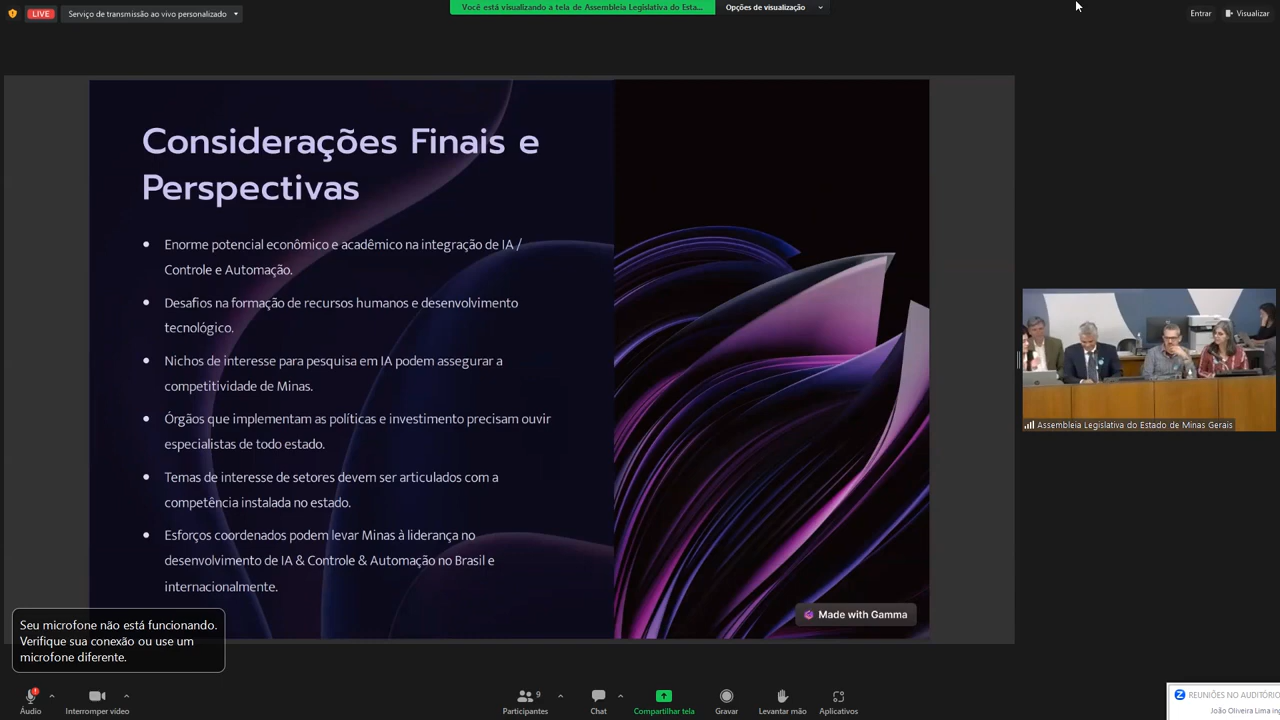 LIVE
Serviço de transmissão ao vivo personalizado
Você está visualizando a tela de Assembleia Legislativa do Esta...
Opções de visualização
Entrar
Visualizar
Considerações Finais e
Perspectivas
Enorme potencial econômico e acadêmico na integração de IA /
Controle e Automação.
Desafios na formação de recursos humanos e desenvolvimento
tecnológico.
Nichos de interesse para pesquisa em IA podem assegurar a
competitividade de Minas.
Órgãos que implementam as políticas e investimento precisam ouvir
especialistas de todo estado.
Temas de interesse de setores devem ser articulados com a
competência instalada no estado.
Esforços coordenados podem levar Minas à liderança no
desenvolvimento de IA & Controle & Automação no Brasil e
internacionalmente.
Made with Gamma
Assembleia Legislativa do Estado de Minas Gerais
Seu microfone não está funcionando.
Verifique sua conexão ou use um
microfone diferente.
Áudio
Interromper vídeo
Participantes
9
Chat
Compartilhar tela
Gravar
Levantar mão
Aplicativos
REUNIÕES NO AUDITÓRIO
João Oliveira Lima ing